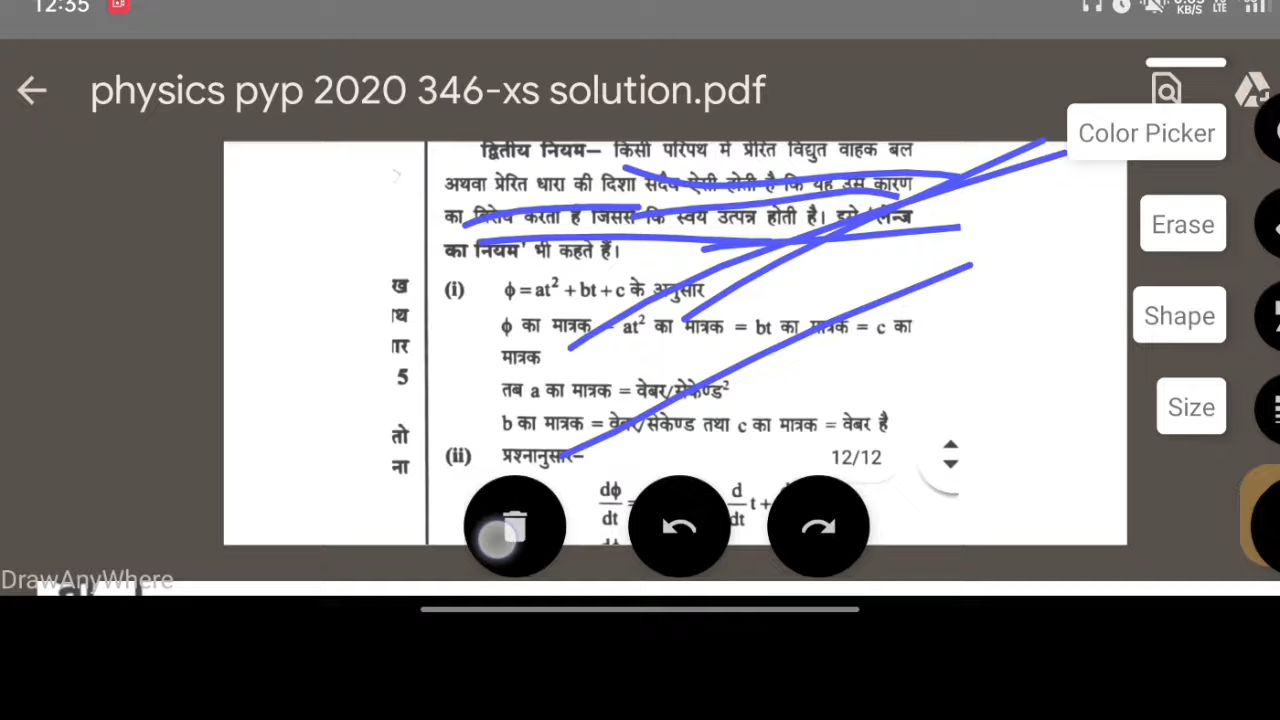 12:35
KB/S LTE
physics pyp 2020 346-xs solution.pdf
Color Picker
Erase
Shape
Size
द्वितीय नियम– किसी परिपथ में प्रेरित विद्युत वाहक बल
अथवा प्रेरित धारा की दिशा सदैव ऐसी होती है कि यह उस कारण
का विरोध करता है जिससे कि स्वयं उत्पन्न होती है। इसे 'लेन्ज
का नियम' भी कहते हैं।
ख
(i) ϕ = at² + bt + c के अनुसार
ϕ का मात्रक = at² का मात्रक = bt का मात्रक = c का
मात्रक
5
तब a का मात्रक = वेबर/सेकेण्ड²
b का मात्रक = वेबर/सेकेण्ड तथा c का मात्रक = वेबर है
तो
(ii) प्रश्नानुसार–
ना
12/12
dϕ/dt = d/dt t +
DrawAnyWhere